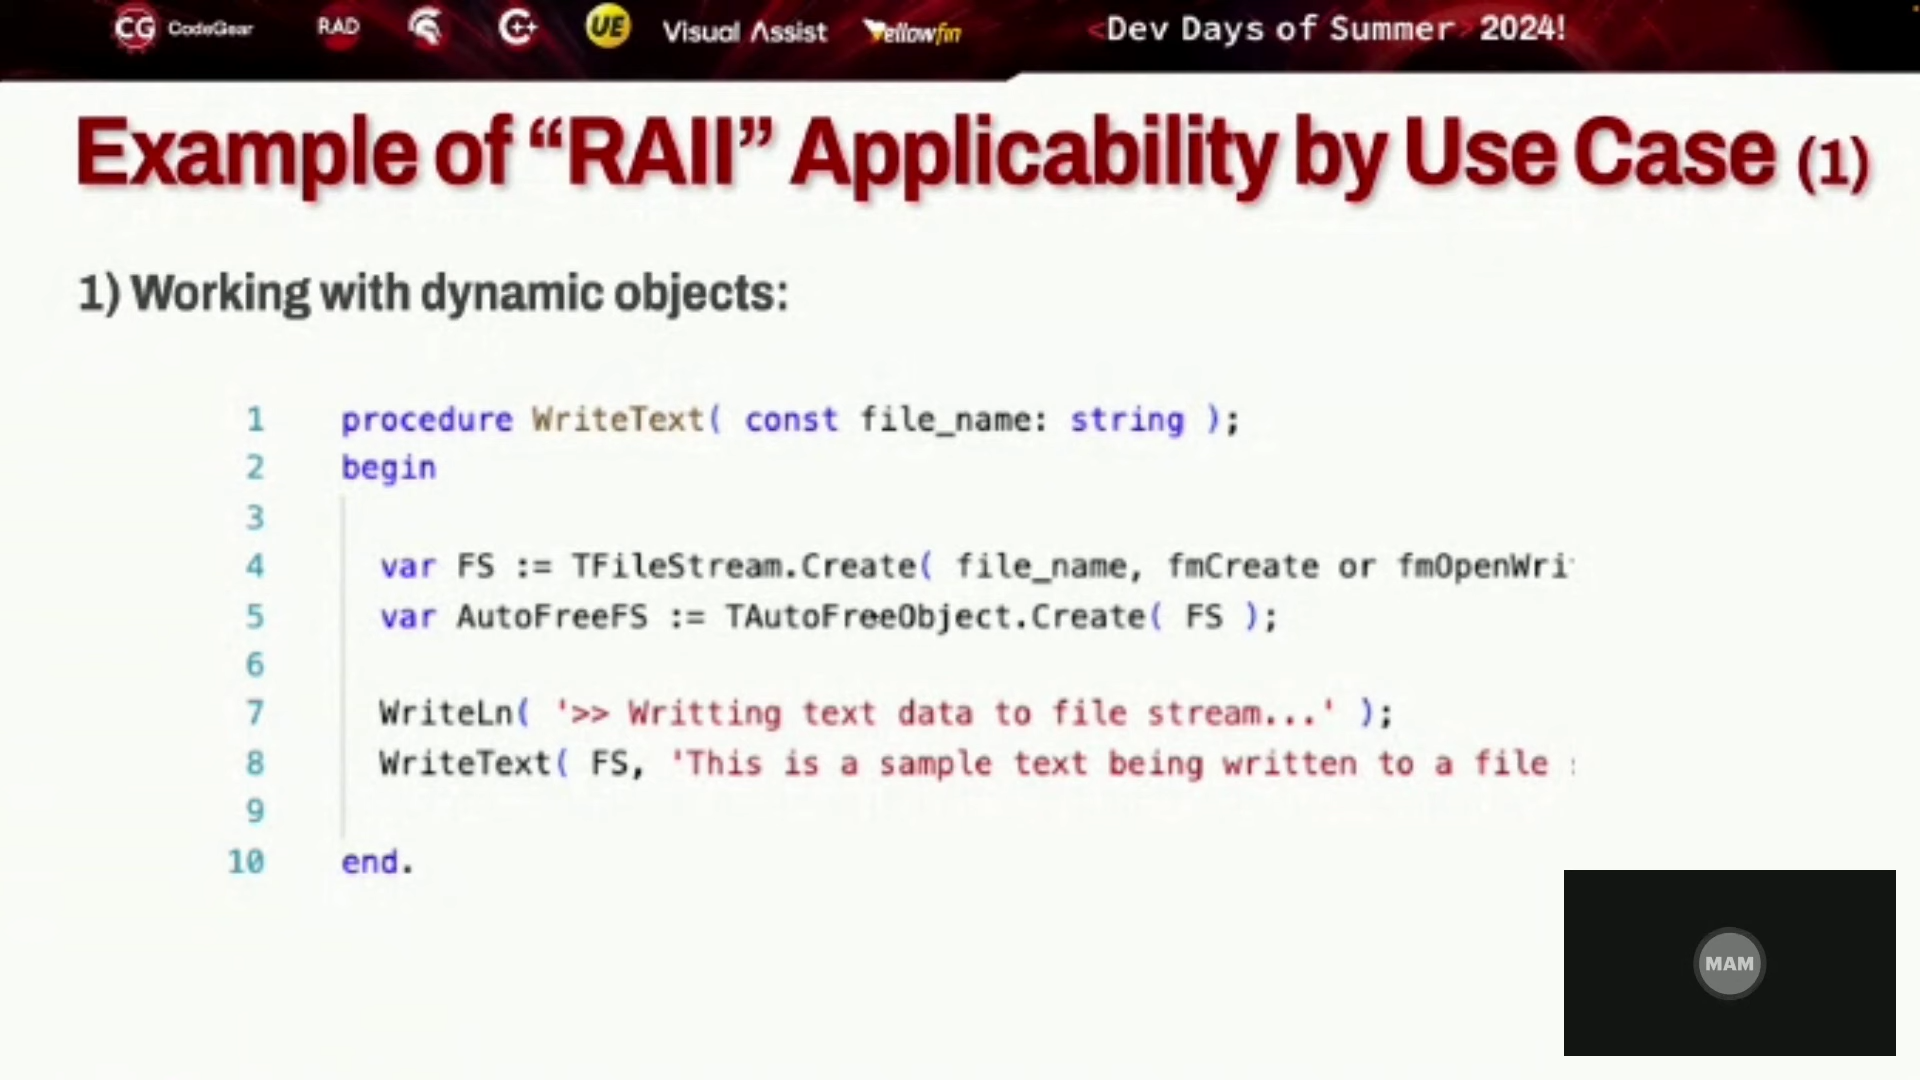 CG CodeGear RAD C++ UE Visual Assist Yellowfin <Dev Days of Summer> 2024!
Example of “RAII” Applicability by Use Case (1)
1) Working with dynamic objects:
1 procedure WriteText( const file_name: string );
2 begin
3
4 var FS := TFileStream.Create( file_name, fmCreate or fmOpenWri
5 var AutoFreeFS := TAutoFreeObject.Create( FS );
6
7 WriteLn( '>> Writting text data to file stream...' );
8 WriteText( FS, 'This is a sample text being written to a file
9
10 end.
MAM